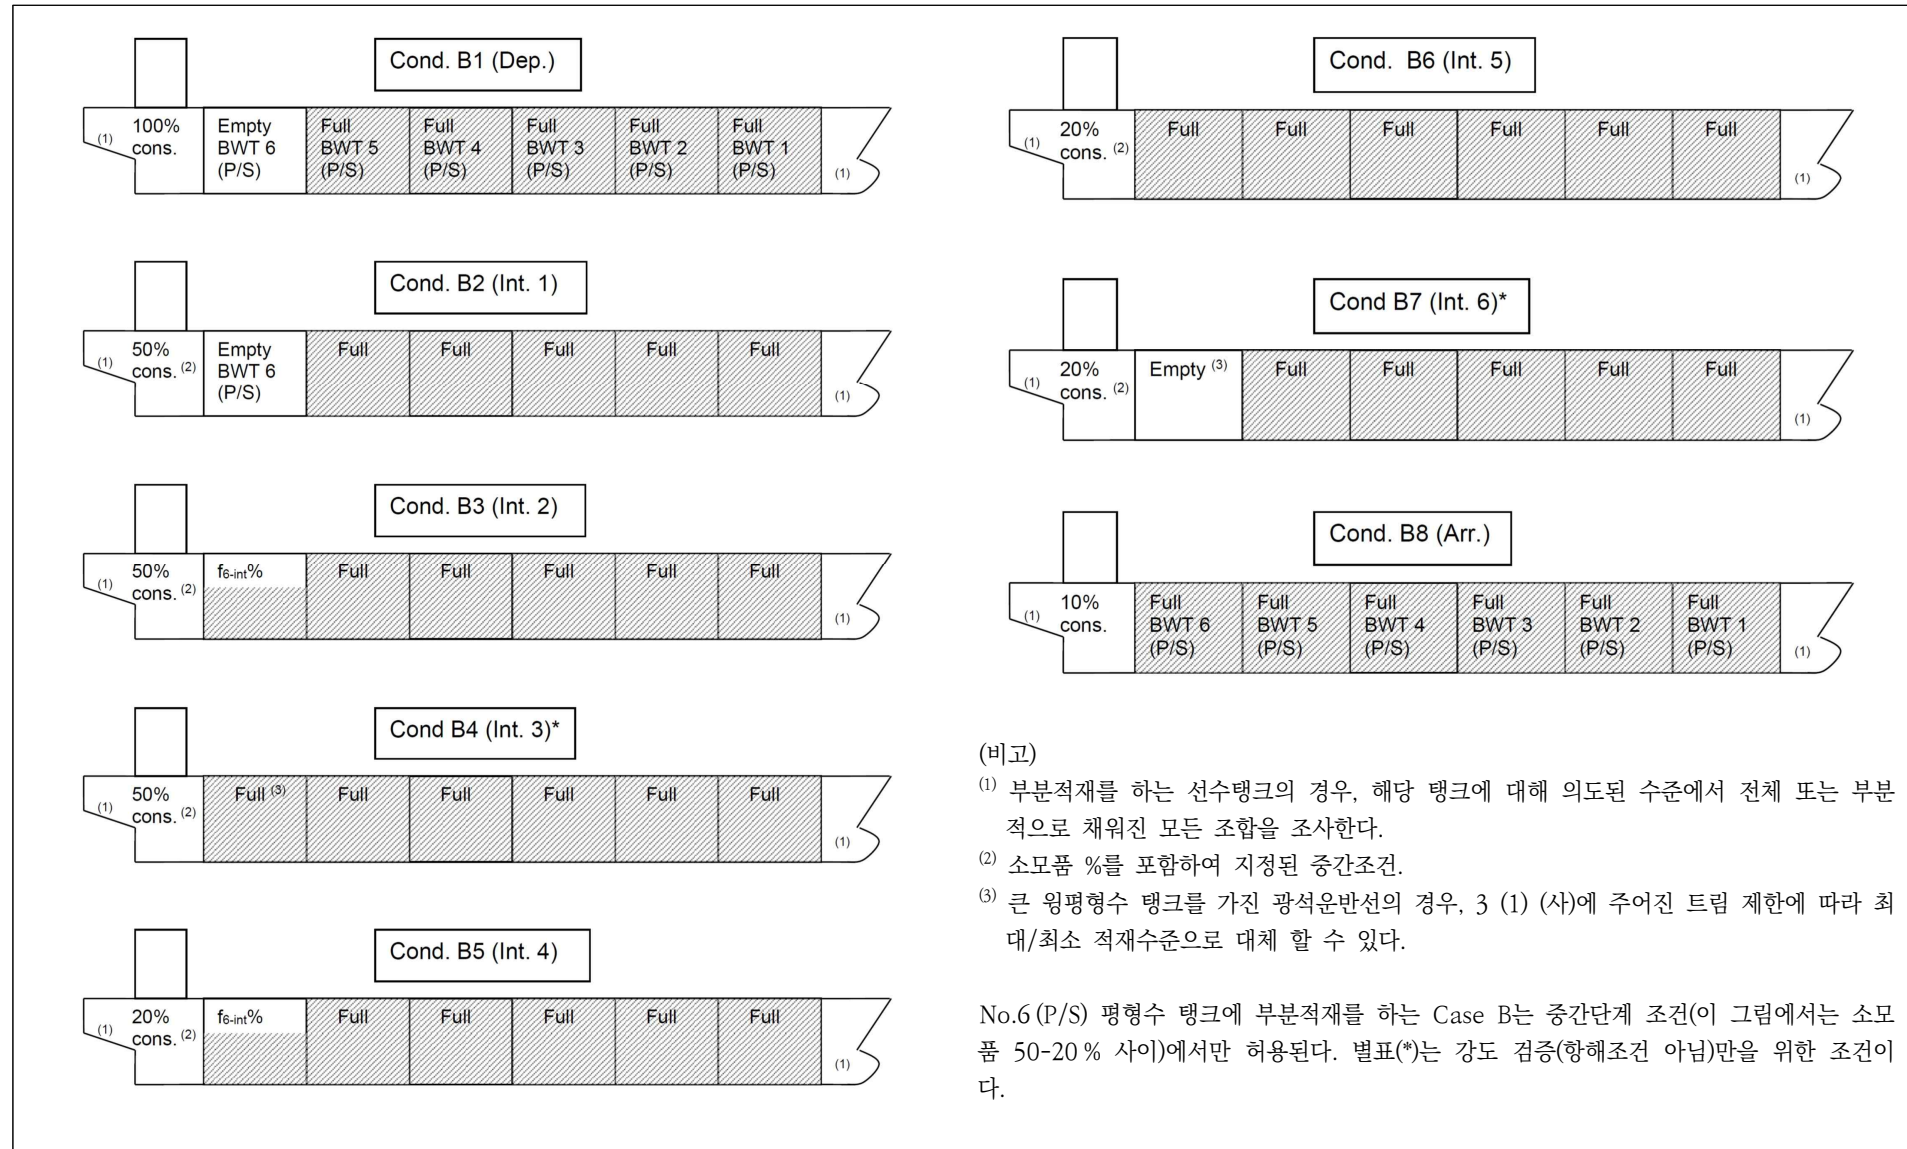 Cond. B1 (Dep.)
(1)
100%
cons.
Empty
BWT 6
(P/S)
Full
BWT 5
(P/S)
Full
BWT 4
(P/S)
Full
BWT 3
(P/S)
Full
BWT 2
(P/S)
Full
BWT 1
(P/S)
(1)
Cond. B2 (Int. 1)
(1)
50%
cons. (2)
Empty
BWT 6
(P/S)
Full
Full
Full
Full
Full
(1)
Cond. B3 (Int. 2)
(1)
50%
cons. (2)
f6-int%
Full
Full
Full
Full
Full
(1)
Cond B4 (Int. 3)*
(1)
50%
cons. (2)
Full (3)
Full
Full
Full
Full
Full
(1)
Cond. B5 (Int. 4)
(1)
20%
cons. (2)
f6-int%
Full
Full
Full
Full
Full
(1)
Cond. B6 (Int. 5)
(1)
20%
cons. (2)
Full
Full
Full
Full
Full
Full
(1)
Cond B7 (Int. 6)*
(1)
20%
cons. (2)
Empty (3)
Full
Full
Full
Full
Full
(1)
Cond. B8 (Arr.)
(1)
10%
cons.
Full
BWT 6
(P/S)
Full
BWT 5
(P/S)
Full
BWT 4
(P/S)
Full
BWT 3
(P/S)
Full
BWT 2
(P/S)
Full
BWT 1
(P/S)
(1)
(비고)
(1) 부분적재를 하는 선수탱크의 경우, 해당 탱크에 대해 의도된 수준에서 전체 또는 부분
적으로 채워진 모든 조합을 조사한다.
(2) 소모품 %를 포함하여 지정된 중간조건.
(3) 큰 윙평형수 탱크를 가진 광석운반선의 경우, 3 (1) (사)에 주어진 트림 제한에 따라 최
대/최소 적재수준으로 대체 할 수 있다.
No.6 (P/S) 평형수 탱크에 부분적재를 하는 Case B는 중간단계 조건(이 그림에서는 소모
품 50-20 % 사이)에서만 허용된다. 별표(*)는 강도 검증(항해조건 아님)만을 위한 조건이
다.